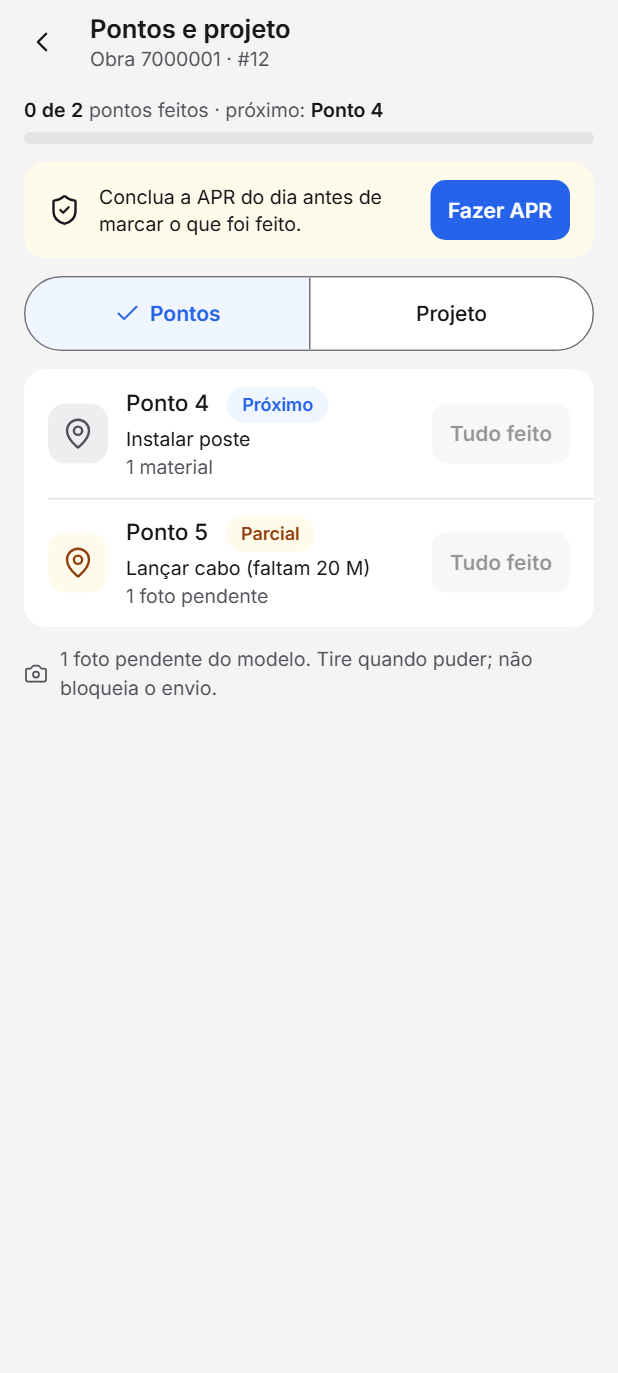 Pontos e projeto
Obra 7000001 · #12
0 de 2 pontos feitos · próximo: Ponto 4
Conclua a APR do dia antes de
marcar o que foi feito.
Fazer APR
Pontos
Projeto
Ponto 4
Próximo
Instalar poste
1 material
Tudo feito
Ponto 5
Parcial
Lançar cabo (faltam 20 M)
1 foto pendente
Tudo feito
1 foto pendente do modelo. Tire quando puder; não
bloqueia o envio.